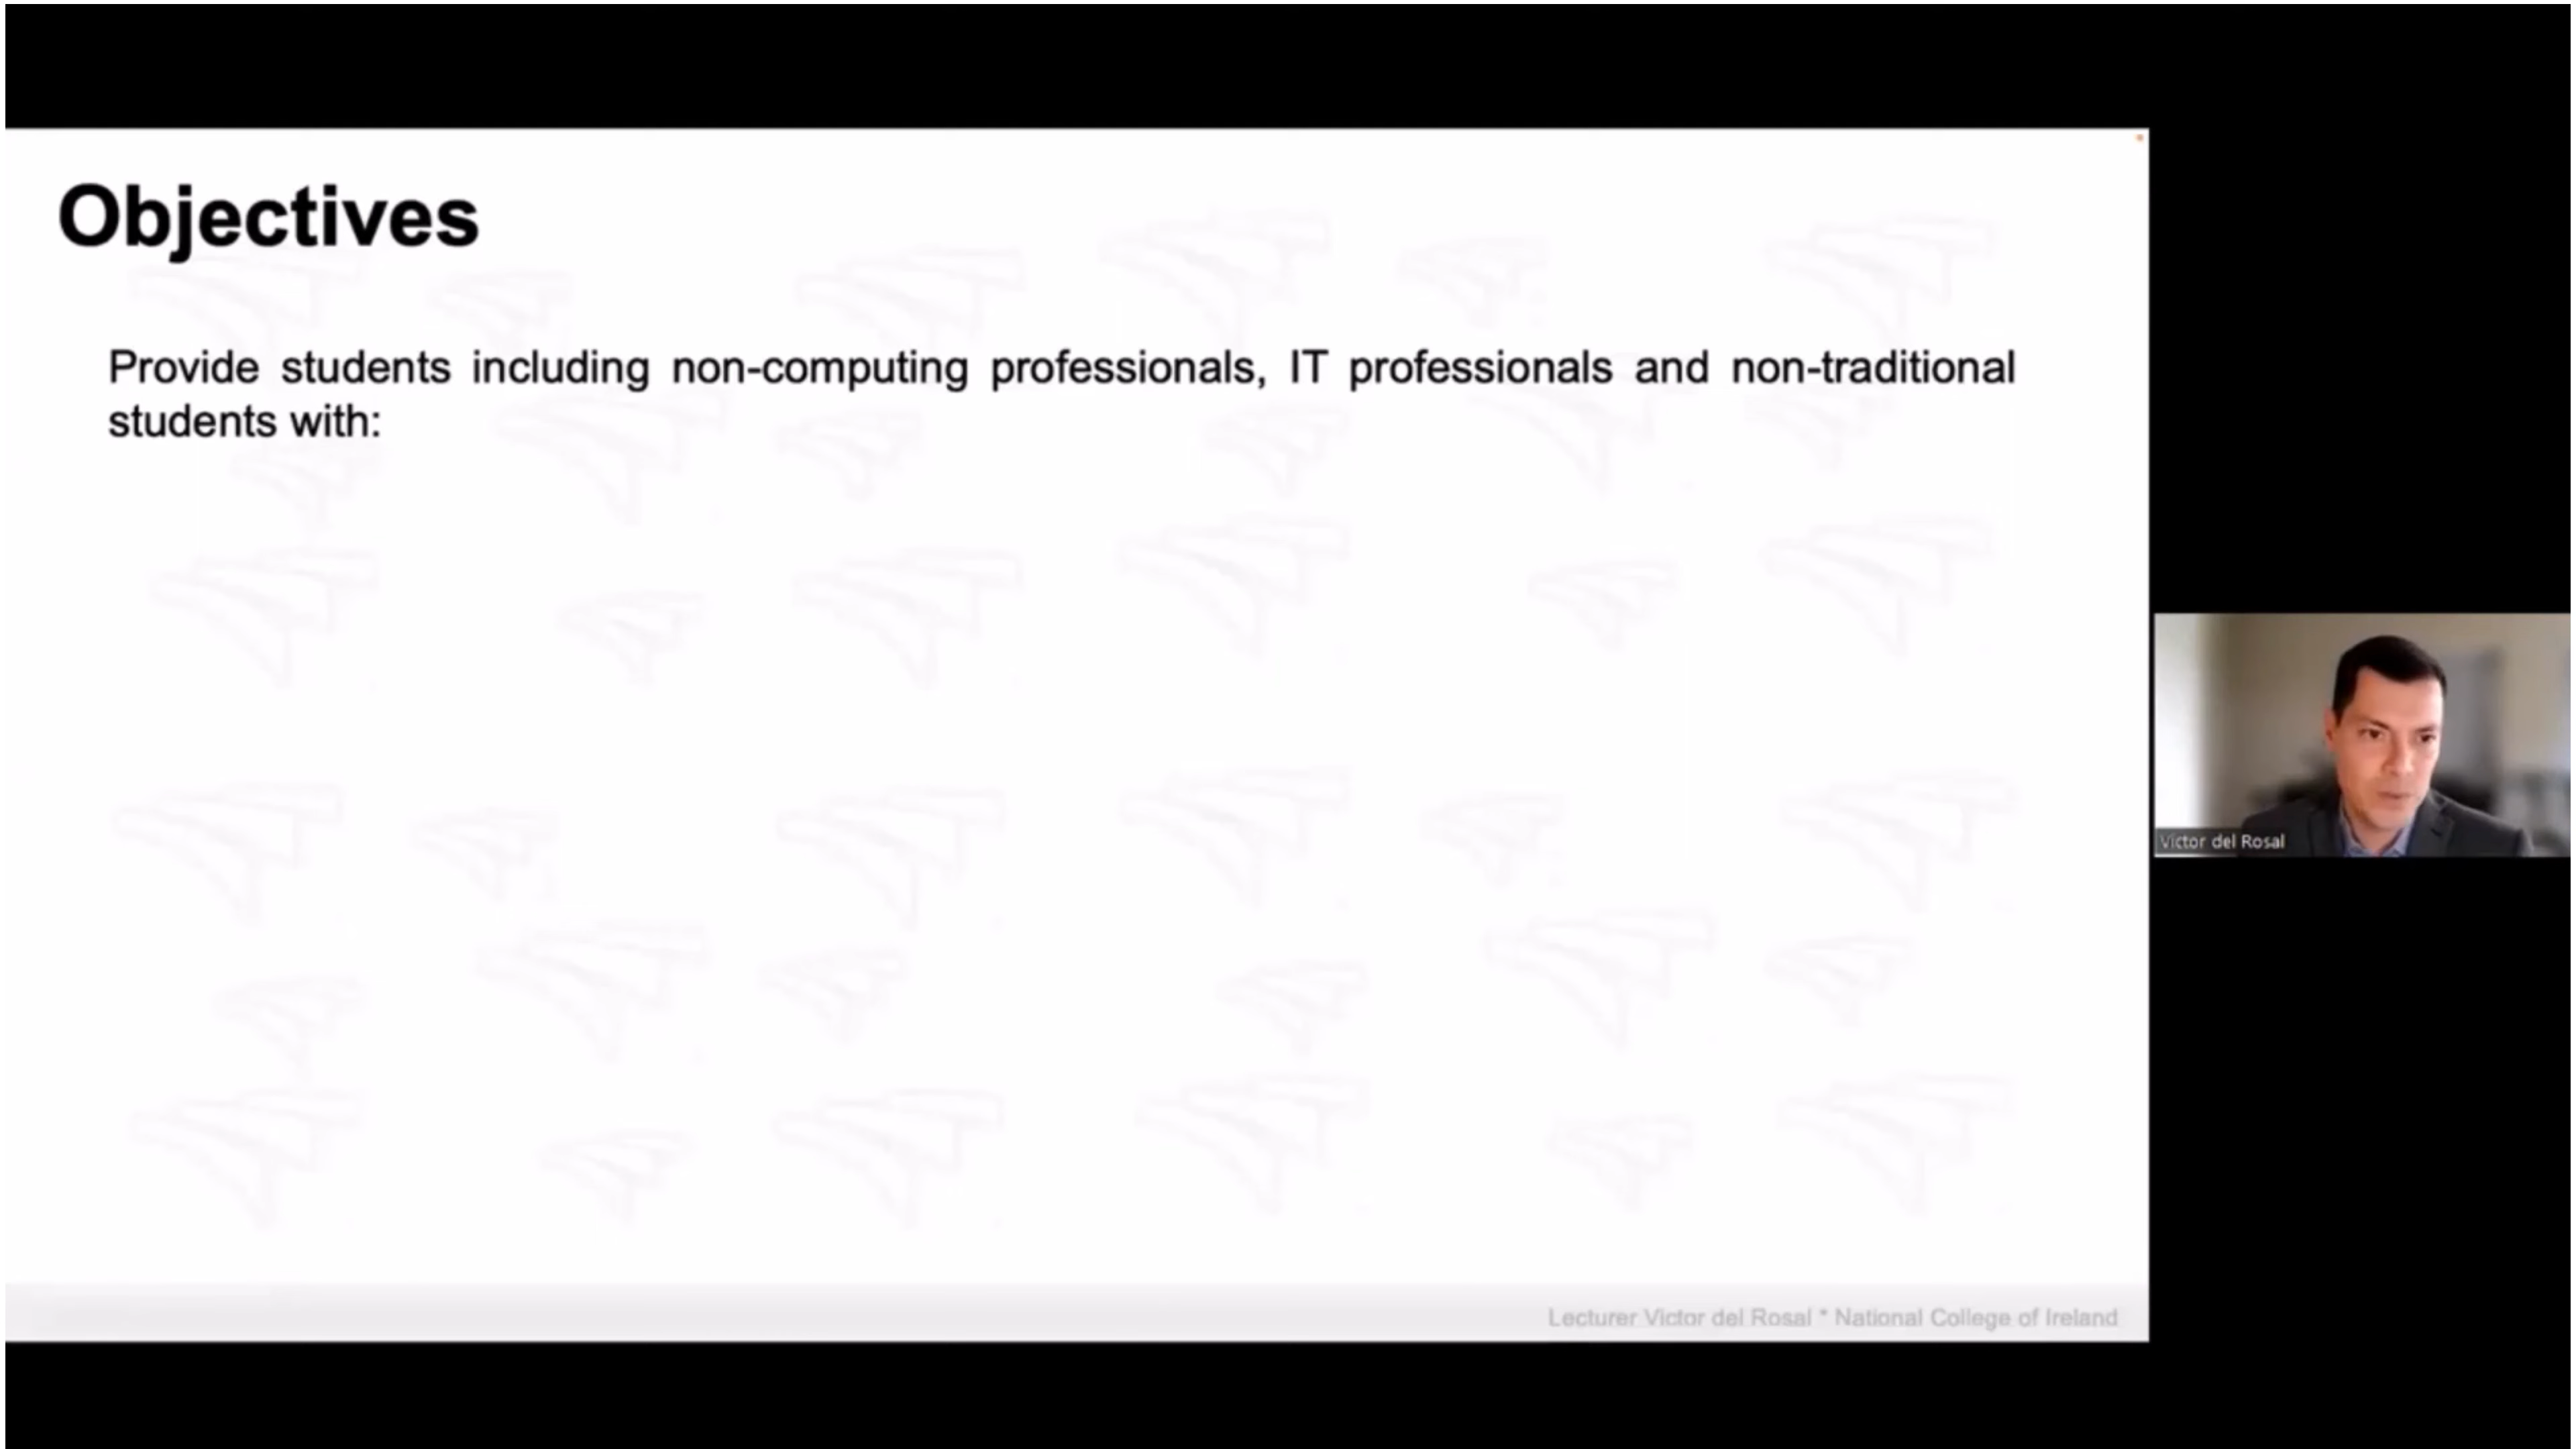 Objectives
Provide students including non-computing professionals, IT professionals and non-traditional
students with:
Victor del Rosal
Lecturer Victor del Rosal * National College of Ireland